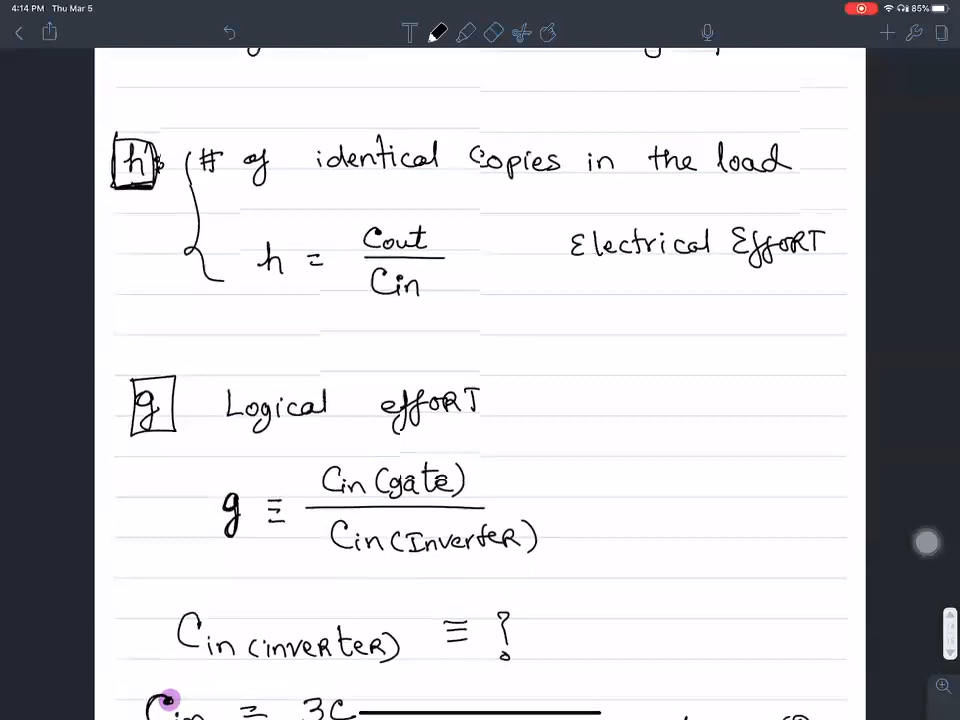 4:14 PM Thu Mar 5
85%
h : # of identical copies in the load
h = Cout / Cin
Electrical EffoRT
g Logical effoRT
g ≡ Cin (gate) / Cin (InverteR)
Cin (inverteR) ≡ ?
Cin = 3C